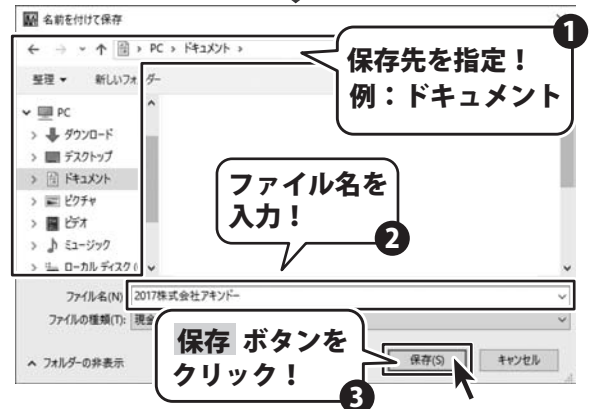 名前を付けて保存
❶
PC › ドキュメント ›
保存先を指定！
例：ドキュメント
整理 新しいフォ ダー
PC
ダウンロード
デスクトップ
ドキュメント
ピクチャ
ビデオ
ミュージック
ローカル ディスク (
ファイル名を
入力！
❷
ファイル名(N) 2017株式会社アキンドー
ファイルの種類(T): 現金
保存 ボタンを
クリック！
❸
フォルダーの非表示
保存(S) キャンセル